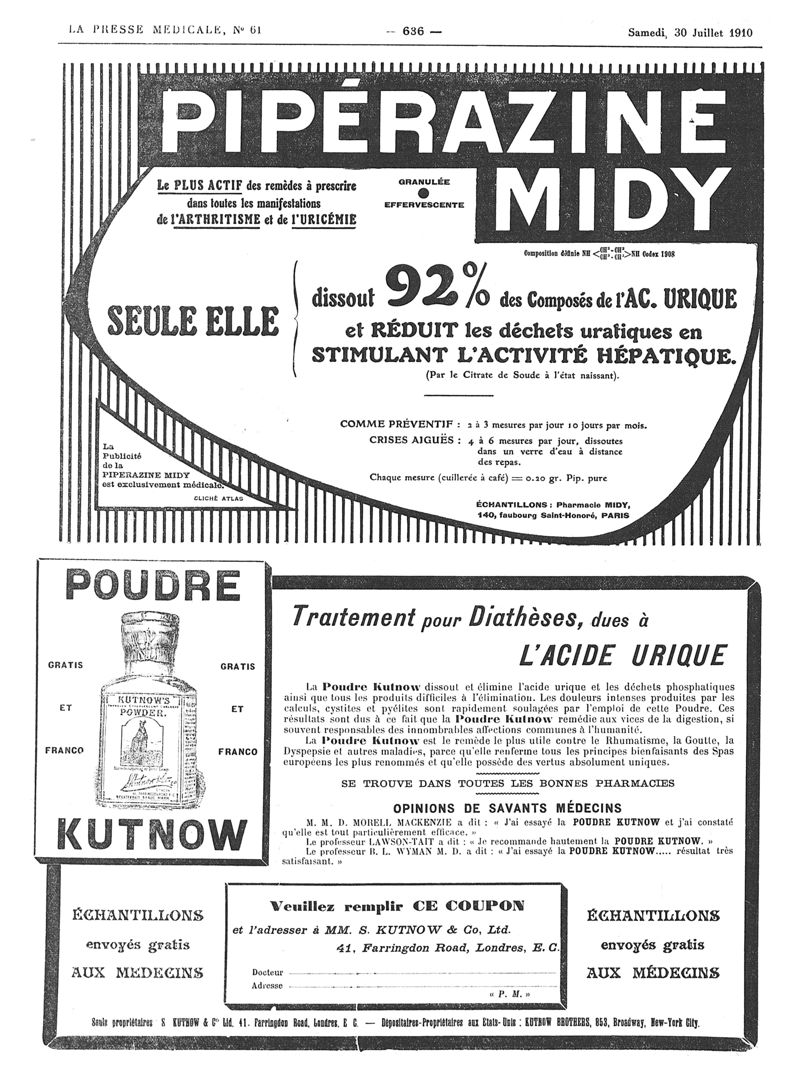 LA PRESSE MEDICALE, N° 61
— 636 —
Samedi, 30 Juillet 1910
PIPÉRAZINE
MIDY
Le PLUS ACTIF des remèdes à prescrire
dans toutes les manifestations
de l'ARTHRITISME et de l'URICÉMIE
GRANULÉE
EFFERVESCENTE
Composition définie NH <CH²-CH² CH²-CH²> NH Codex 1908
SEULE ELLE
dissout 92% des Composés de l'AC. URIQUE
et RÉDUIT les déchets uratiques en
STIMULANT L'ACTIVITÉ HÉPATIQUE.
(Par le Citrate de Soude à l'état naissant).
COMME PRÉVENTIF : 2 à 3 mesures par jour 10 jours par mois.
CRISES AIGUËS : 4 à 6 mesures par jour, dissoutes
dans un verre d'eau à distance
des repas.
Chaque mesure (cuillerée à café) = 0.20 gr. Pip. pure
ÉCHANTILLONS : Pharmacie MIDY,
140, faubourg Saint-Honoré, PARIS
La
Publicité
de la
PIPERAZINE MIDY
est exclusivement médicale.
CLICHÉ ATLAS
POUDRE
GRATIS
ET
FRANCO
KUTNOW'S
POWDER.
GRATIS
ET
FRANCO
KUTNOW
Traitement pour Diathèses, dues à
L'ACIDE URIQUE
La Poudre Kutnow dissout et élimine l'acide urique et les déchets phosphatiques
ainsi que tous les produits difficiles à l'élimination. Les douleurs intenses produites par les
calculs, cystites et pyélites sont rapidement soulagées par l'emploi de cette Poudre. Ces
résultats sont dus à ce fait que la Poudre Kutnow remédie aux vices de la digestion, si
souvent responsables des innombrables affections communes à l'humanité.
La Poudre Kutnow est le remède le plus utile contre le Rhumatisme, la Goutte, la
Dyspepsie et autres maladies, parce qu'elle renferme tous les principes bienfaisants des Spas
européens les plus renommés et qu'elle possède des vertus absolument uniques.
SE TROUVE DANS TOUTES LES BONNES PHARMACIES
OPINIONS DE SAVANTS MÉDECINS
M. M. D. MORELL MACKENZIE a dit : « J'ai essayé la POUDRE KUTNOW et j'ai constaté
qu'elle est tout particulièrement efficace. »
Le professeur LAWSON-TAIT a dit : « Je recommande hautement la POUDRE KUTNOW. »
Le professeur R. L. WYMAN M. D. a dit : « J'ai essayé la POUDRE KUTNOW..... résultat très
satisfaisant. »
ÉCHANTILLONS
envoyés gratis
AUX MEDECINS
Veuillez remplir CE COUPON
et l'adresser à MM. S. KUTNOW & Co, Ltd.
41, Farringdon Road, Londres, E. C.
Docteur
Adresse
« P. M. »
ÉCHANTILLONS
envoyés gratis
AUX MÉDECINS
Seuls propriétaires : S. KUTNOW & C° Ltd, 41, Farringdon Road, Londres, E. C. — Dépositaires-Propriétaires aux Etats-Unis : KUTNOW BROTHERS, 853, Broadway, New-York City.